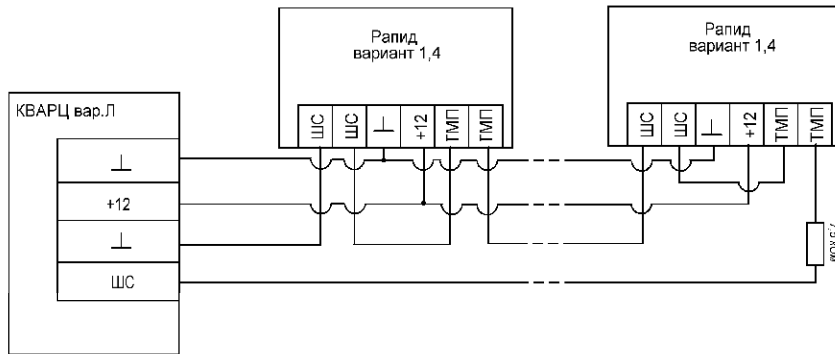 Рапид
вариант 1,4
ШС
ШС
⊥
+12
ТМП
ТМП
Рапид
вариант 1,4
ШС
ШС
⊥
+12
ТМП
ТМП
КВАРЦ вар.Л
⊥
+12
⊥
ШС